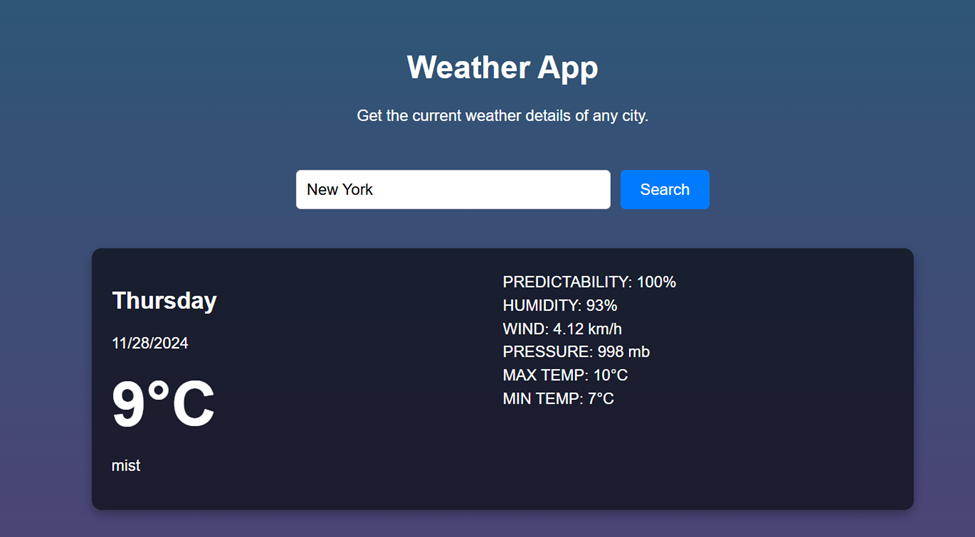 Weather App
Get the current weather details of any city.
New York
Search
Thursday
11/28/2024
9°C
mist
PREDICTABILITY: 100%
HUMIDITY: 93%
WIND: 4.12 km/h
PRESSURE: 998 mb
MAX TEMP: 10°C
MIN TEMP: 7°C